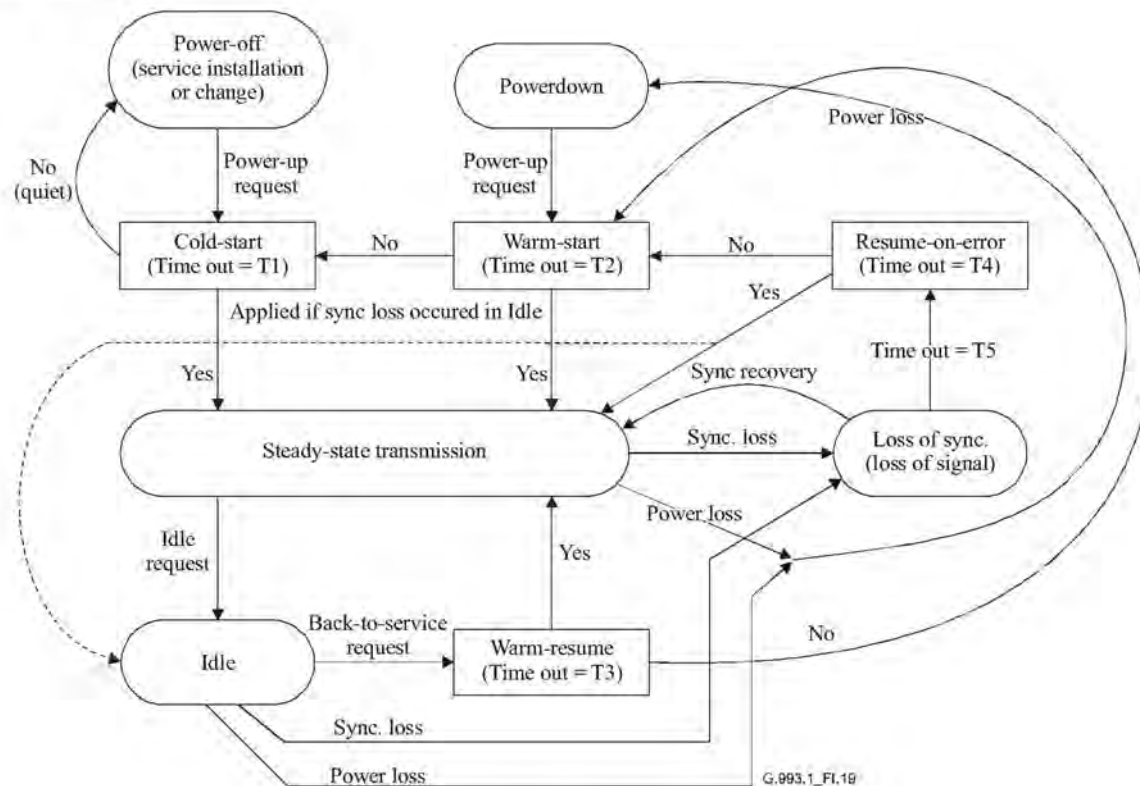 Power-off
(service installation
or change)
Powerdown
Power loss
No
(quiet)
Power-up
request
Power-up
request
Cold-start
(Time out = T1)
No
Warm-start
(Time out = T2)
No
Resume-on-error
(Time out = T4)
Yes
Applied if sync loss occured in Idle
Time out = T5
Yes
Yes
Sync recovery
Steady-state transmission
Sync. loss
Loss of sync.
(loss of signal)
Power loss
Idle
request
Yes
Back-to-service
request
No
Idle
Warm-resume
(Time out = T3)
Sync. loss
Power loss
G.993.1_FI.19